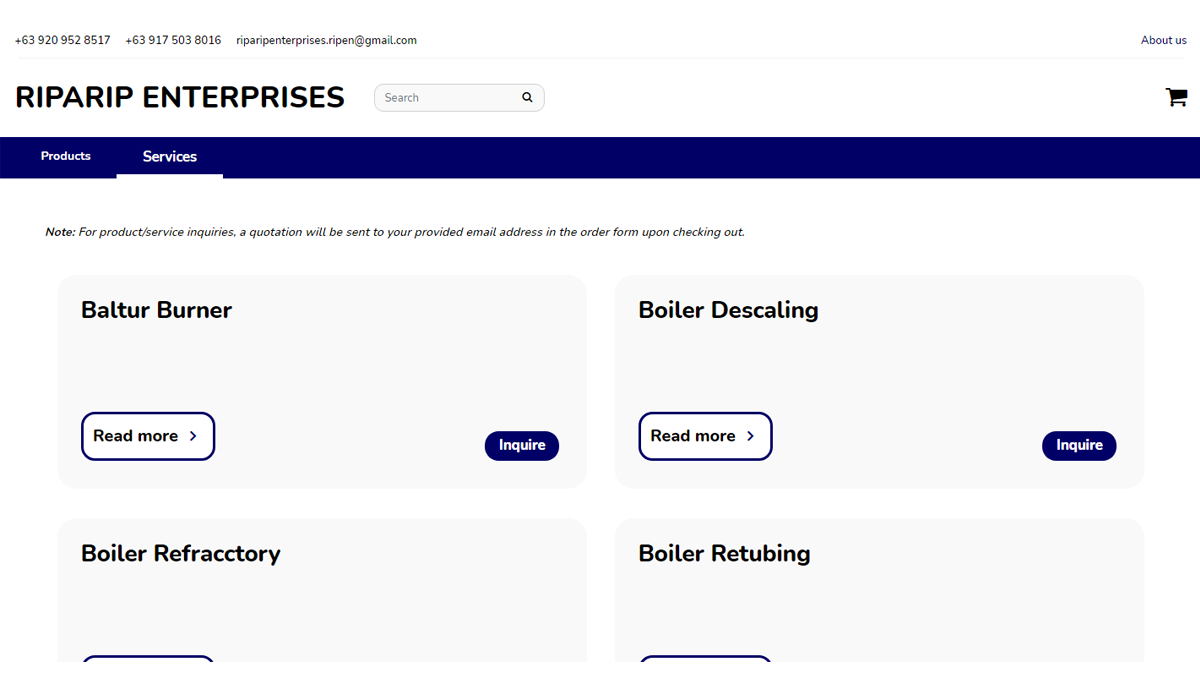 +63 920 952 8517 +63 917 503 8016 riparipenterprises.ripen@gmail.com About us
RIPARIP ENTERPRISES Search
Products Services
Note: For product/service inquiries, a quotation will be sent to your provided email address in the order form upon checking out.
Baltur Burner Boiler Descaling
Read more Inquire Read more Inquire
Boiler Refracctory Boiler Retubing